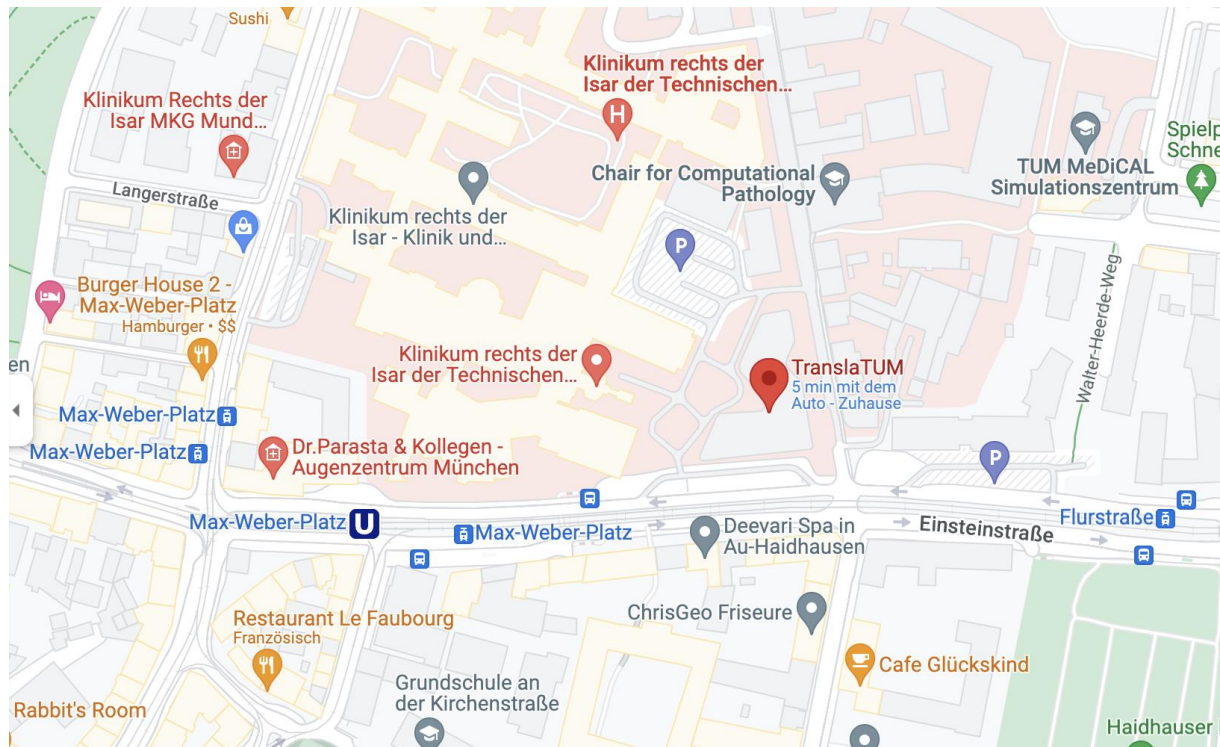 Sushi
Klinikum rechts der
Isar der Technischen...
Klinikum Rechts der
Isar MKG Mund...
Spielp
Schne
Chair for Computational
Pathology
TUM MeDiCAL
Simulationszentrum
Langerstraße
Klinikum rechts der
Isar - Klinik und...
P
H
Burger House 2 -
Max-Weber-Platz
Hamburger • $$
Walter-Heerde-Weg
en
Klinikum rechts der
Isar der Technischen...
TranslaTUM
5 min mit dem
Auto - Zuhause
Max-Weber-Platz
Max-Weber-Platz
Dr.Parasta & Kollegen -
Augenzentrum München
P
Max-Weber-Platz
U
Max-Weber-Platz
Deevari Spa in
Au-Haidhausen
Einsteinstraße
Flurstraße
ChrisGeo Friseure
Restaurant Le Faubourg
Französisch
Cafe Glückskind
Grundschule an
der Kirchenstraße
Rabbit's Room
Haidhauser